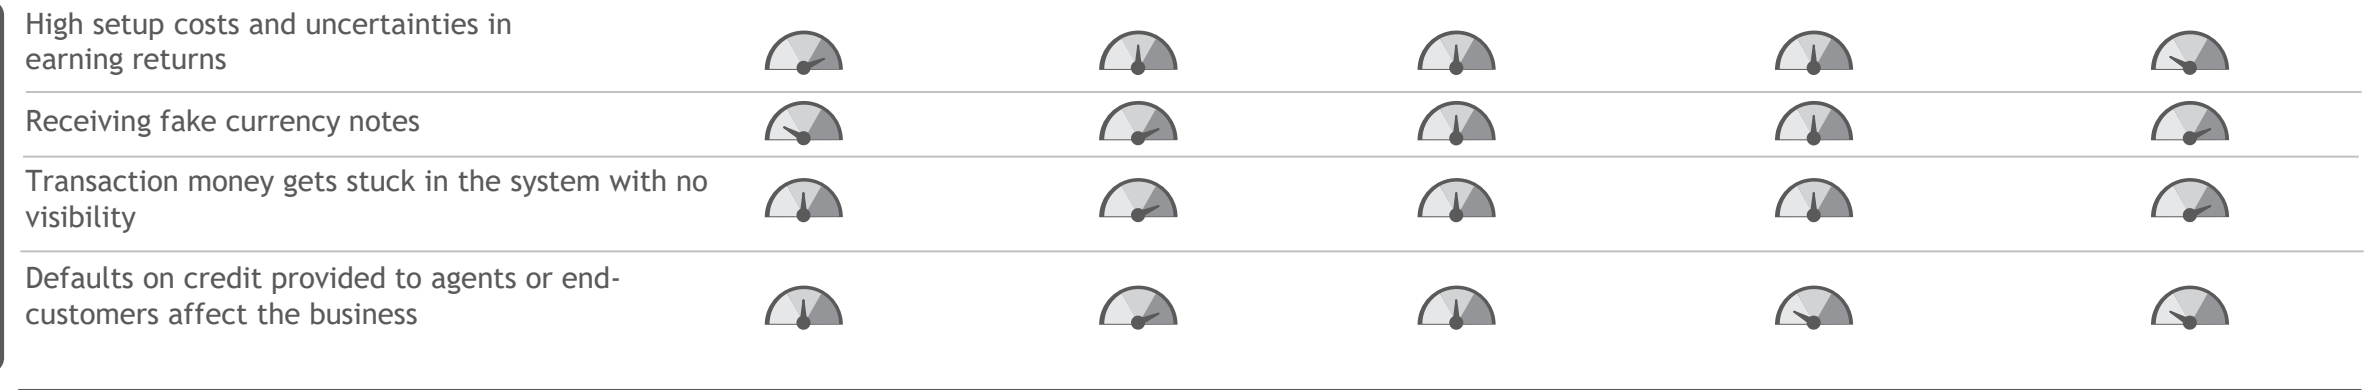 High setup costs and uncertainties in
earning returns
Receiving fake currency notes
Transaction money gets stuck in the system with no
visibility
Defaults on credit provided to agents or end-
customers affect the business